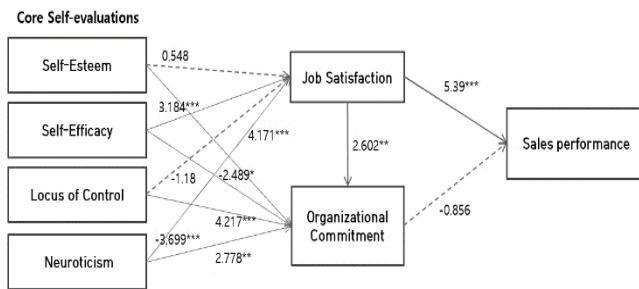 Core Self-evaluations
Self-Esteem
0.548
Job Satisfaction
5.39***
3.184***
Self-Efficacy
4.171***
2.602**
Sales performance
-1.18
-2.489*
Locus of Control
-0.856
4.217***
Organizational
Commitment
-3,699***
2.778**
Neuroticism